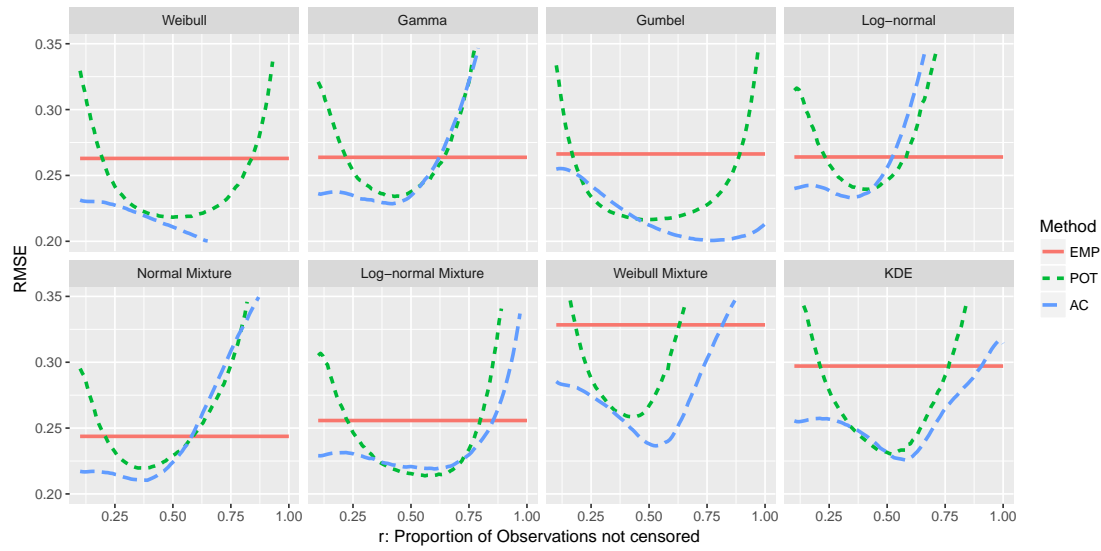 Weibull
Gamma
Gumbel
Log−normal
0.35
0.30
0.25
0.20
Normal Mixture
Log−normal Mixture
Weibull Mixture
KDE
0.35
0.30
0.25
0.20
0.25 0.50 0.75 1.00
0.25 0.50 0.75 1.00
0.25 0.50 0.75 1.00
0.25 0.50 0.75 1.00
r: Proportion of Observations not censored
RMSE
Method
EMP
POT
AC